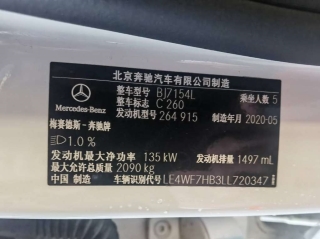 北京奔驰汽车有限公司制造
整车型号 BJ7154L 乘坐人数 5
整车标志 C 260
发动机型号 264 915 制造年月 2020-05
Mercedes-Benz
梅赛德斯-奔驰牌
1.0 %
发动机最大净功率 135 kW 发动机排量 1497 mL
最大允许总质量 2090 kg
中国 制造 车辆识别代号 LE4WF7HB3LL720347